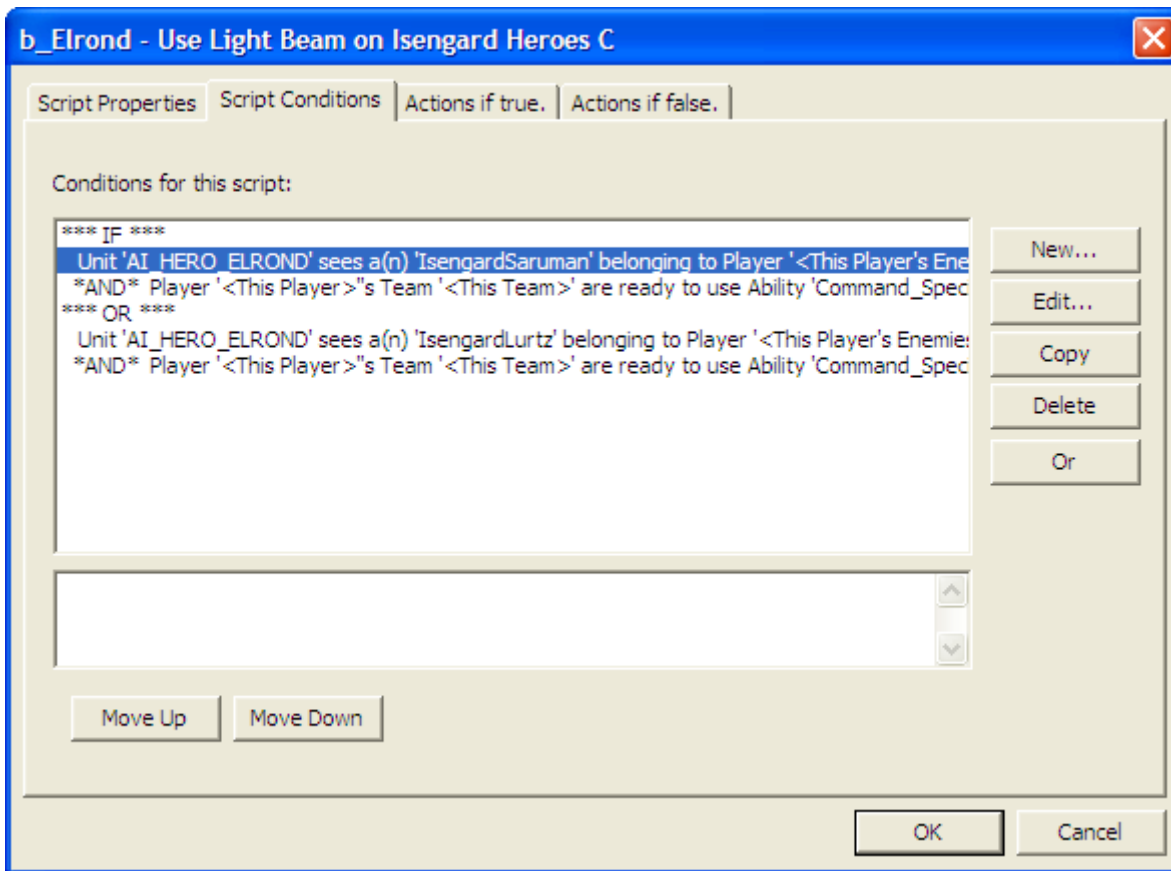 b_Elrond - Use Light Beam on Isengard Heroes C
Script Properties Script Conditions Actions if true. Actions if false.
Conditions for this script:
*** IF ***
Unit 'AI_HERO_ELROND' sees a(n) 'IsengardSaruman' belonging to Player '<This Player's Ene
*AND* Player '<This Player>''s Team '<This Team>' are ready to use Ability 'Command_Spec
*** OR ***
Unit 'AI_HERO_ELROND' sees a(n) 'IsengardLurtz' belonging to Player '<This Player's Enemies
*AND* Player '<This Player>''s Team '<This Team>' are ready to use Ability 'Command_Spec
New...
Edit...
Copy
Delete
Or
Move Up Move Down
OK Cancel